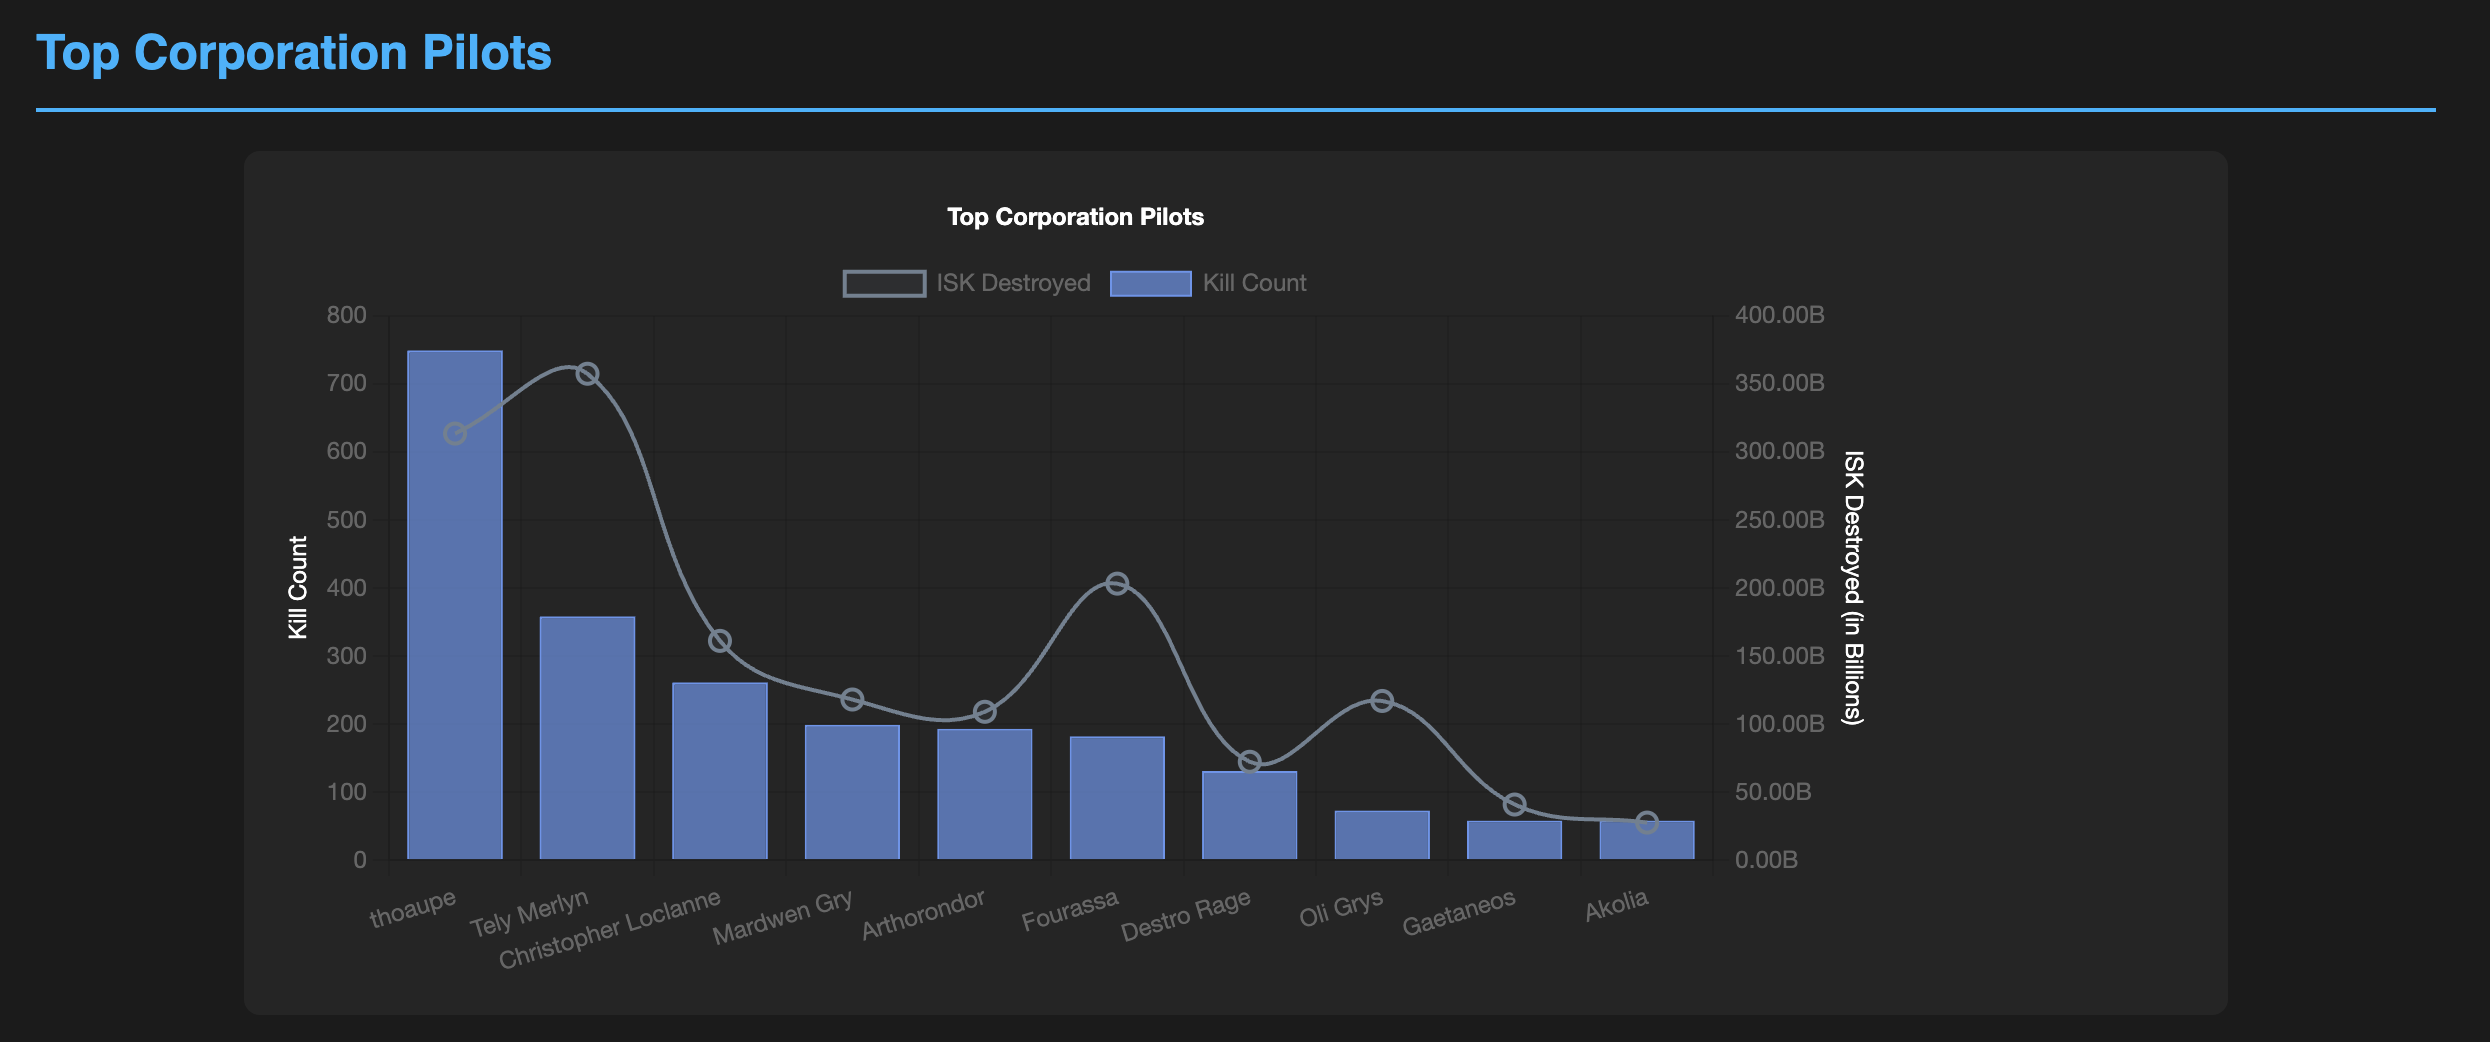 Top Corporation Pilots
Top Corporation Pilots
ISK Destroyed
Kill Count
800
700
600
500
400
300
200
100
0
Kill Count
400.00B
350.00B
300.00B
250.00B
200.00B
150.00B
100.00B
50.00B
0.00B
ISK Destroyed (in Billions)
thoaupe
Tely Merlyn
Christopher Loclanne
Mardwen Gry
Arthorondor
Fourassa
Destro Rage
Oli Grys
Gaetaneos
Akolia